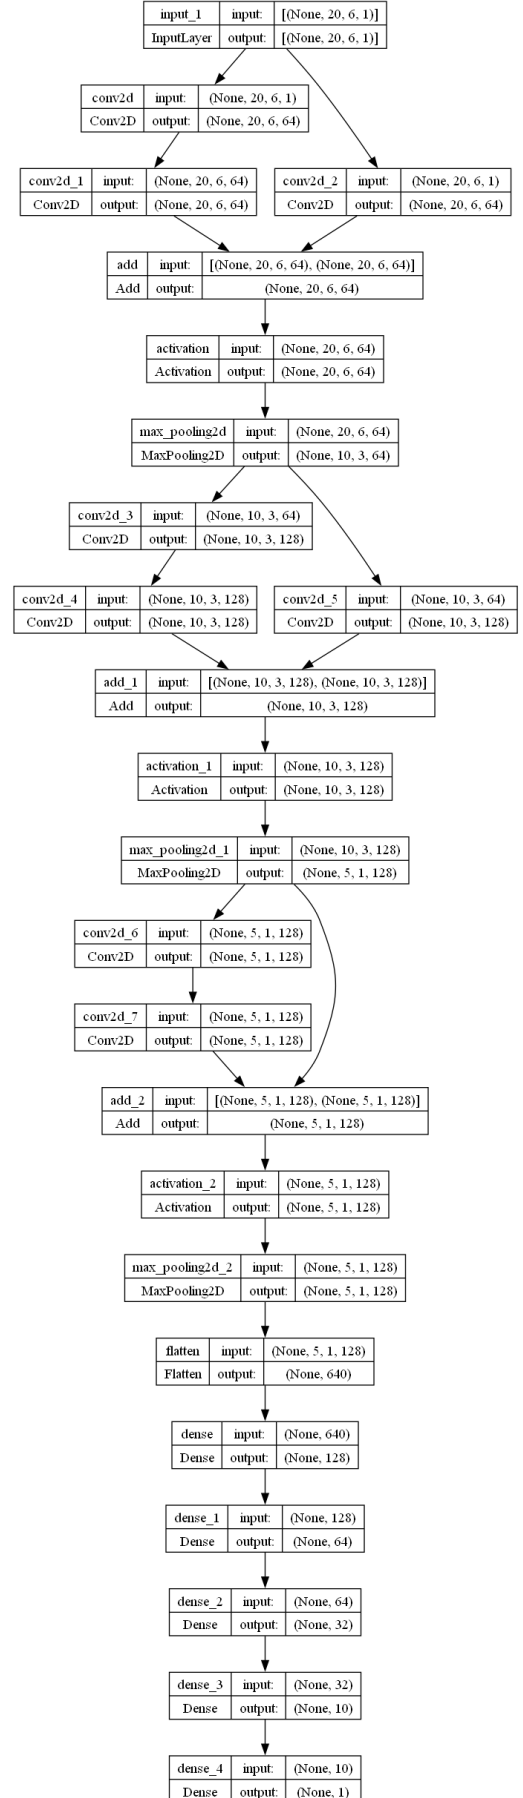 input_1 input: [(None, 20, 6, 1)]
InputLayer output: [(None, 20, 6, 1)]
conv2d input: (None, 20, 6, 1)
Conv2D output: (None, 20, 6, 64)
conv2d_1 input: (None, 20, 6, 64)
Conv2D output: (None, 20, 6, 64)
conv2d_2 input: (None, 20, 6, 1)
Conv2D output: (None, 20, 6, 64)
add input: [(None, 20, 6, 64), (None, 20, 6, 64)]
Add output: (None, 20, 6, 64)
activation input: (None, 20, 6, 64)
Activation output: (None, 20, 6, 64)
max_pooling2d input: (None, 20, 6, 64)
MaxPooling2D output: (None, 10, 3, 64)
conv2d_3 input: (None, 10, 3, 64)
Conv2D output: (None, 10, 3, 128)
conv2d_4 input: (None, 10, 3, 128)
Conv2D output: (None, 10, 3, 128)
conv2d_5 input: (None, 10, 3, 64)
Conv2D output: (None, 10, 3, 128)
add_1 input: [(None, 10, 3, 128), (None, 10, 3, 128)]
Add output: (None, 10, 3, 128)
activation_1 input: (None, 10, 3, 128)
Activation output: (None, 10, 3, 128)
max_pooling2d_1 input: (None, 10, 3, 128)
MaxPooling2D output: (None, 5, 1, 128)
conv2d_6 input: (None, 5, 1, 128)
Conv2D output: (None, 5, 1, 128)
conv2d_7 input: (None, 5, 1, 128)
Conv2D output: (None, 5, 1, 128)
add_2 input: [(None, 5, 1, 128), (None, 5, 1, 128)]
Add output: (None, 5, 1, 128)
activation_2 input: (None, 5, 1, 128)
Activation output: (None, 5, 1, 128)
max_pooling2d_2 input: (None, 5, 1, 128)
MaxPooling2D output: (None, 5, 1, 128)
flatten input: (None, 5, 1, 128)
Flatten output: (None, 640)
dense input: (None, 640)
Dense output: (None, 128)
dense_1 input: (None, 128)
Dense output: (None, 64)
dense_2 input: (None, 64)
Dense output: (None, 32)
dense_3 input: (None, 32)
Dense output: (None, 10)
dense_4 input: (None, 10)
Dense output: (None, 1)